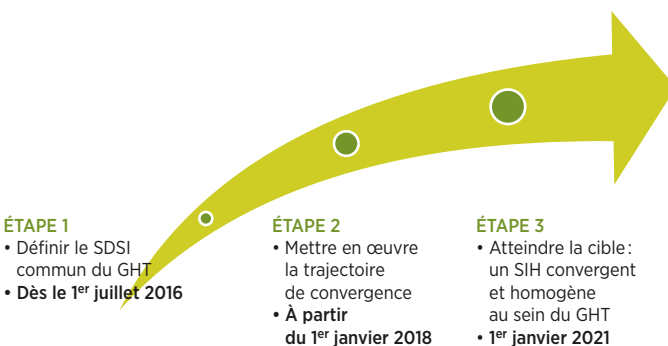 ÉTAPE 1
• Définir le SDSI
commun du GHT
• Dès le 1er juillet 2016
ÉTAPE 2
• Mettre en œuvre
la trajectoire
de convergence
• À partir
du 1er janvier 2018
ÉTAPE 3
• Atteindre la cible :
un SIH convergent
et homogène
au sein du GHT
• 1er janvier 2021